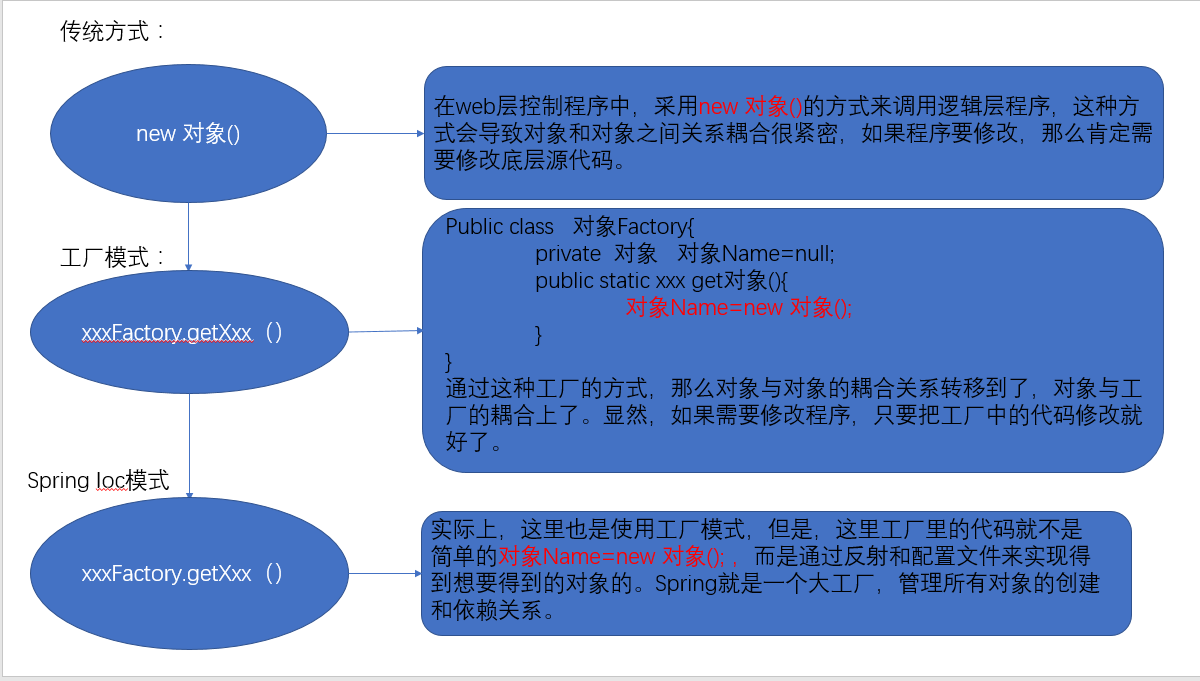 传统方式：
new 对象()
在web层控制程序中，采用new 对象()的方式来调用逻辑层程序，这种方
式会导致对象和对象之间关系耦合很紧密，如果程序要修改，那么肯定需
要修改底层源代码。
工厂模式：
xxxFactory.getXxx（）
Public class 对象Factory{
private 对象 对象Name=null;
public static xxx get对象(){
对象Name=new 对象();
}
}
通过这种工厂的方式，那么对象与对象的耦合关系转移到了，对象与工
厂的耦合上了。显然，如果需要修改程序，只要把工厂中的代码修改就
好了。
Spring Ioc模式
xxxFactory.getXxx（）
实际上，这里也是使用工厂模式，但是，这里工厂里的代码就不是
简单的对象Name=new 对象();，而是通过反射和配置文件来实现得
到想要得到的对象的。Spring就是一个大工厂，管理所有对象的创建
和依赖关系。